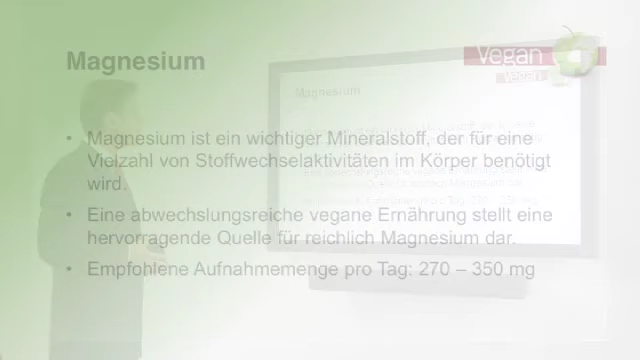 Vegan
Vegan
Magnesium
Magnesium
• Magnesium ist ein wichtiger Mineralstoff, der für eine
Vielzahl von Stoffwechselaktivitäten im Körper benötigt
wird.
• Eine abwechslungsreiche vegane Ernährung stellt eine
hervorragende Quelle für reichlich Magnesium dar.
• Empfohlene Aufnahmemenge pro Tag: 270 – 350 mg